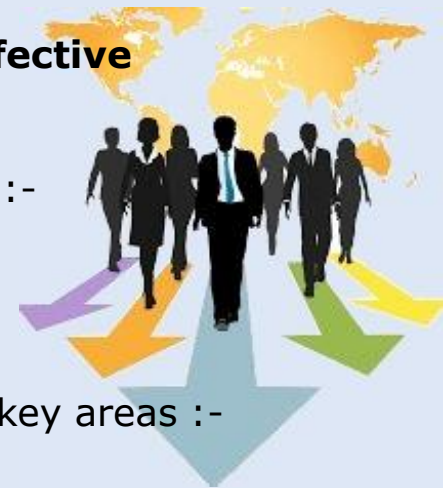 fective
:-
key areas :-